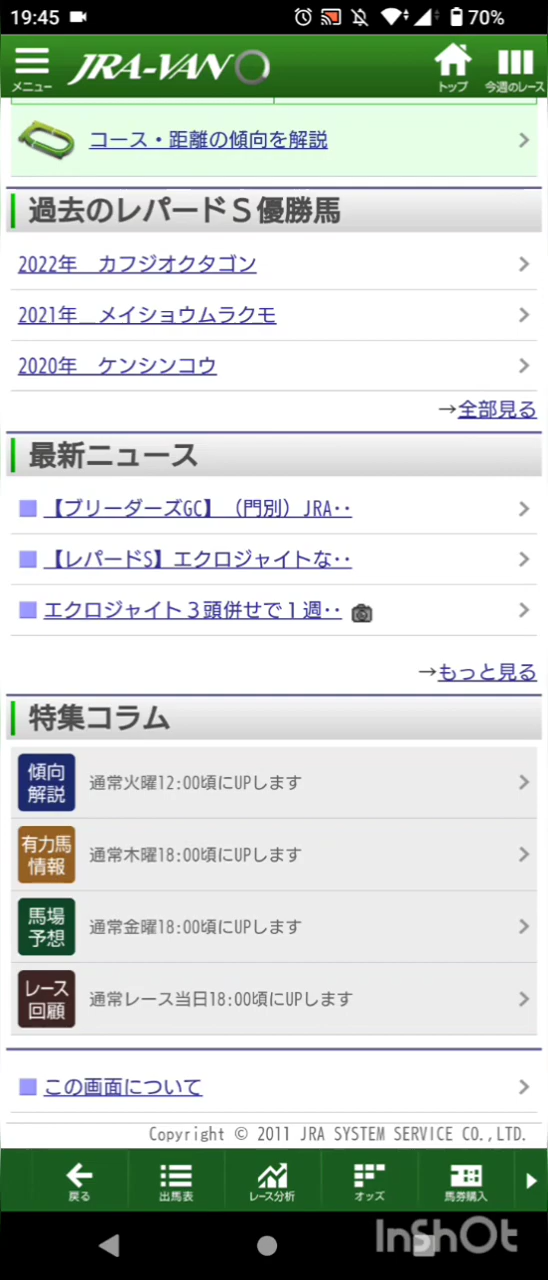 19:45 70%
メニュー JRA-VAN トップ 今週のレース
コース・距離の傾向を解説
過去のレパードＳ優勝馬
2022年　カフジオクタゴン
2021年　メイショウムラクモ
2020年　ケンシンコウ
→全部見る
最新ニュース
【ブリーダーズGC】（門別）JRA‥
【レパードS】エクロジャイトな‥
エクロジャイト３頭併せで１週‥
→もっと見る
特集コラム
傾向
解説
通常火曜12:00頃にUPします
有力馬
情報
通常木曜18:00頃にUPします
馬場
予想
通常金曜18:00頃にUPします
レース
回顧
通常レース当日18:00頃にUPします
この画面について
Copyright © 2011 JRA SYSTEM SERVICE CO.,LTD.
戻る 出馬表 レース分析 オッズ 馬券購入
InShOt